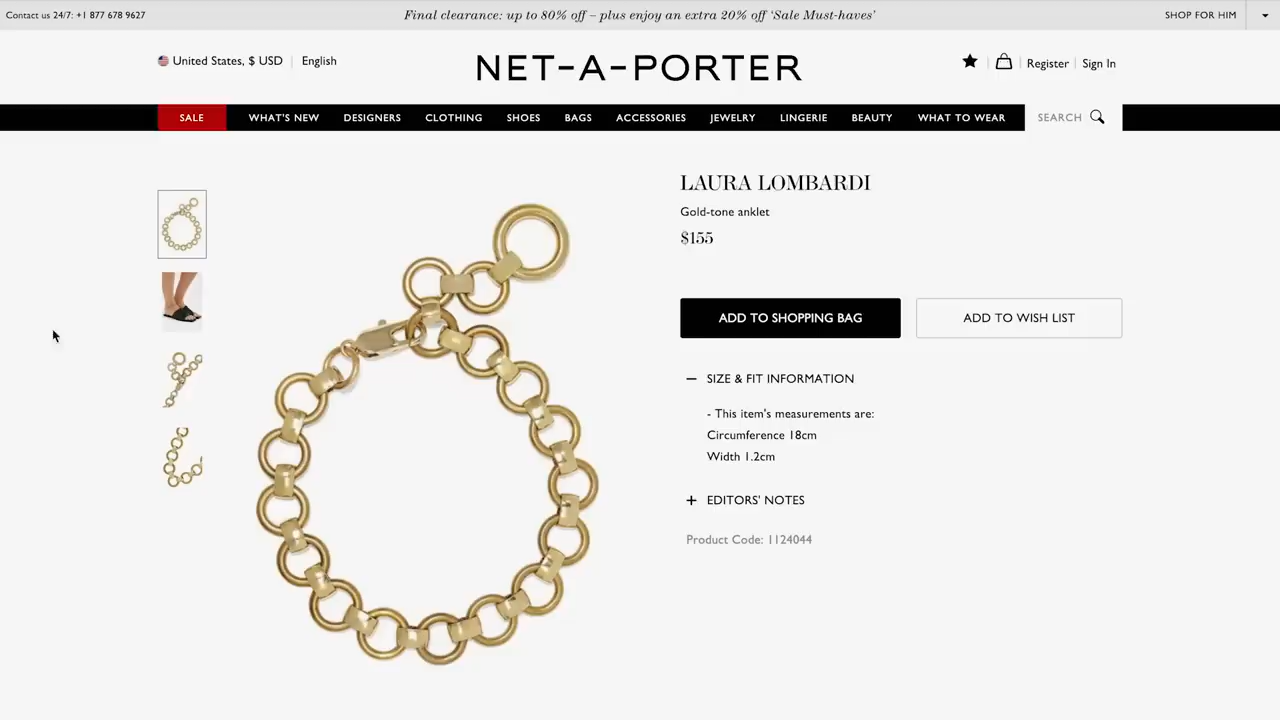 Contact us 24/7: +1 877 678 9627
Final clearance: up to 80% off – plus enjoy an extra 20% off ‘Sale Must-haves’
SHOP FOR HIM
United States, $ USD
English
NET-A-PORTER
Register
Sign In
SALE
WHAT'S NEW
DESIGNERS
CLOTHING
SHOES
BAGS
ACCESSORIES
JEWELRY
LINGERIE
BEAUTY
WHAT TO WEAR
SEARCH
LAURA LOMBARDI
Gold-tone anklet
$155
ADD TO SHOPPING BAG
ADD TO WISH LIST
SIZE & FIT INFORMATION
- This item's measurements are:
Circumference 18cm
Width 1.2cm
EDITORS' NOTES
Product Code: 1124044